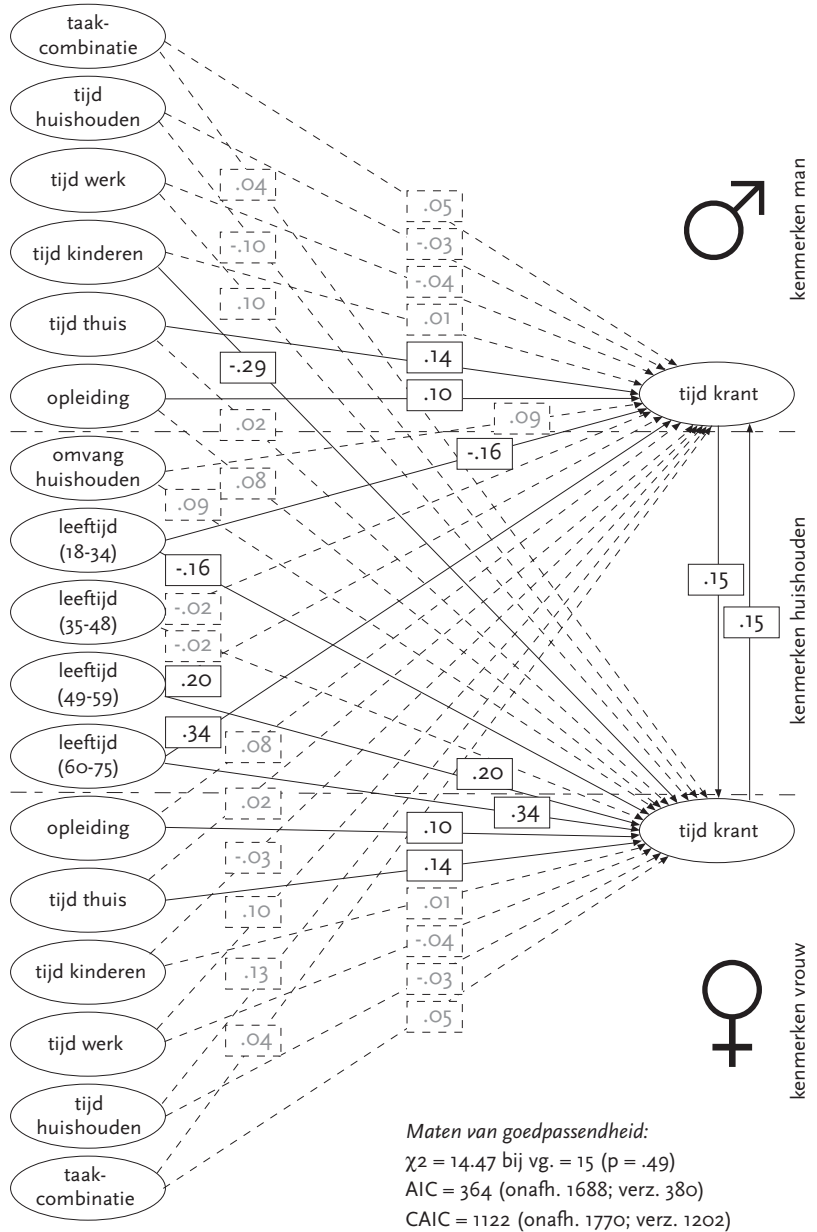 taak-
combinatie
tijd
huishouden
tijd werk
tijd kinderen
tijd thuis
opleiding
omvang
huishouden
leeftijd
(18-34)
leeftijd
(35-48)
leeftijd
(49-59)
leeftijd
(60-75)
opleiding
tijd thuis
tijd kinderen
tijd werk
tijd
huishouden
taak-
combinatie
.04
-.10
.10
-.29
.02
.08
.09
-.16
-.02
-.02
.20
.34
.08
.02
-.03
.10
.13
.04
.05
-.03
-.04
.01
.14
.10
.09
-.16
.20
.34
.10
.14
.01
-.04
-.03
.05
tijd krant
.15
.15
tijd krant
kenmerken man
kenmerken huishouden
kenmerken vrouw
Maten van goedpassendheid:
χ2 = 14.47 bij vg. = 15 (p = .49)
AIC = 364 (onafh. 1688; verz. 380)
CAIC = 1122 (onafh. 1770; verz. 1202)